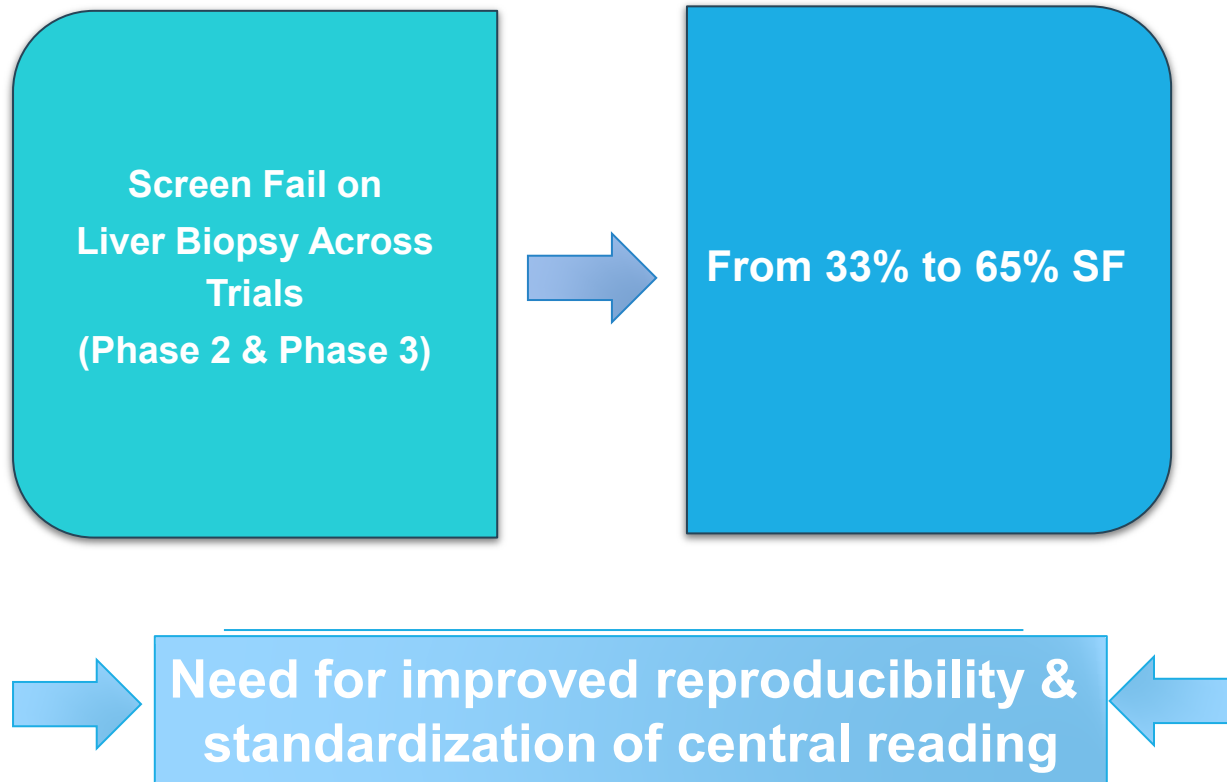 Screen Fail on
Liver Biopsy Across
Trials
(Phase 2 & Phase 3)
From 33% to 65% SF
Need for improved reproducibility &
standardization of central reading